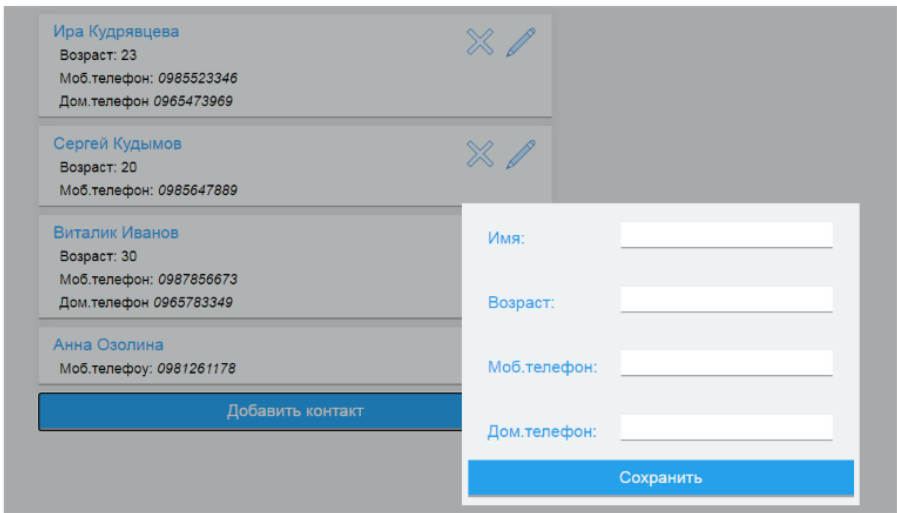 Ира Кудрявцева
Возраст: 23
Моб.телефон: 0985523346
Дом.телефон 0965473969
Сергей Кудымов
Возраст: 20
Моб.телефон: 0985647889
Виталик Иванов
Возраст: 30
Моб.телефон: 0987856673
Дом.телефон 0965783349
Анна Озолина
Моб.телефоу: 0981261178
Добавить контакт
Имя:
Возраст:
Моб.телефон:
Дом.телефон:
Сохранить